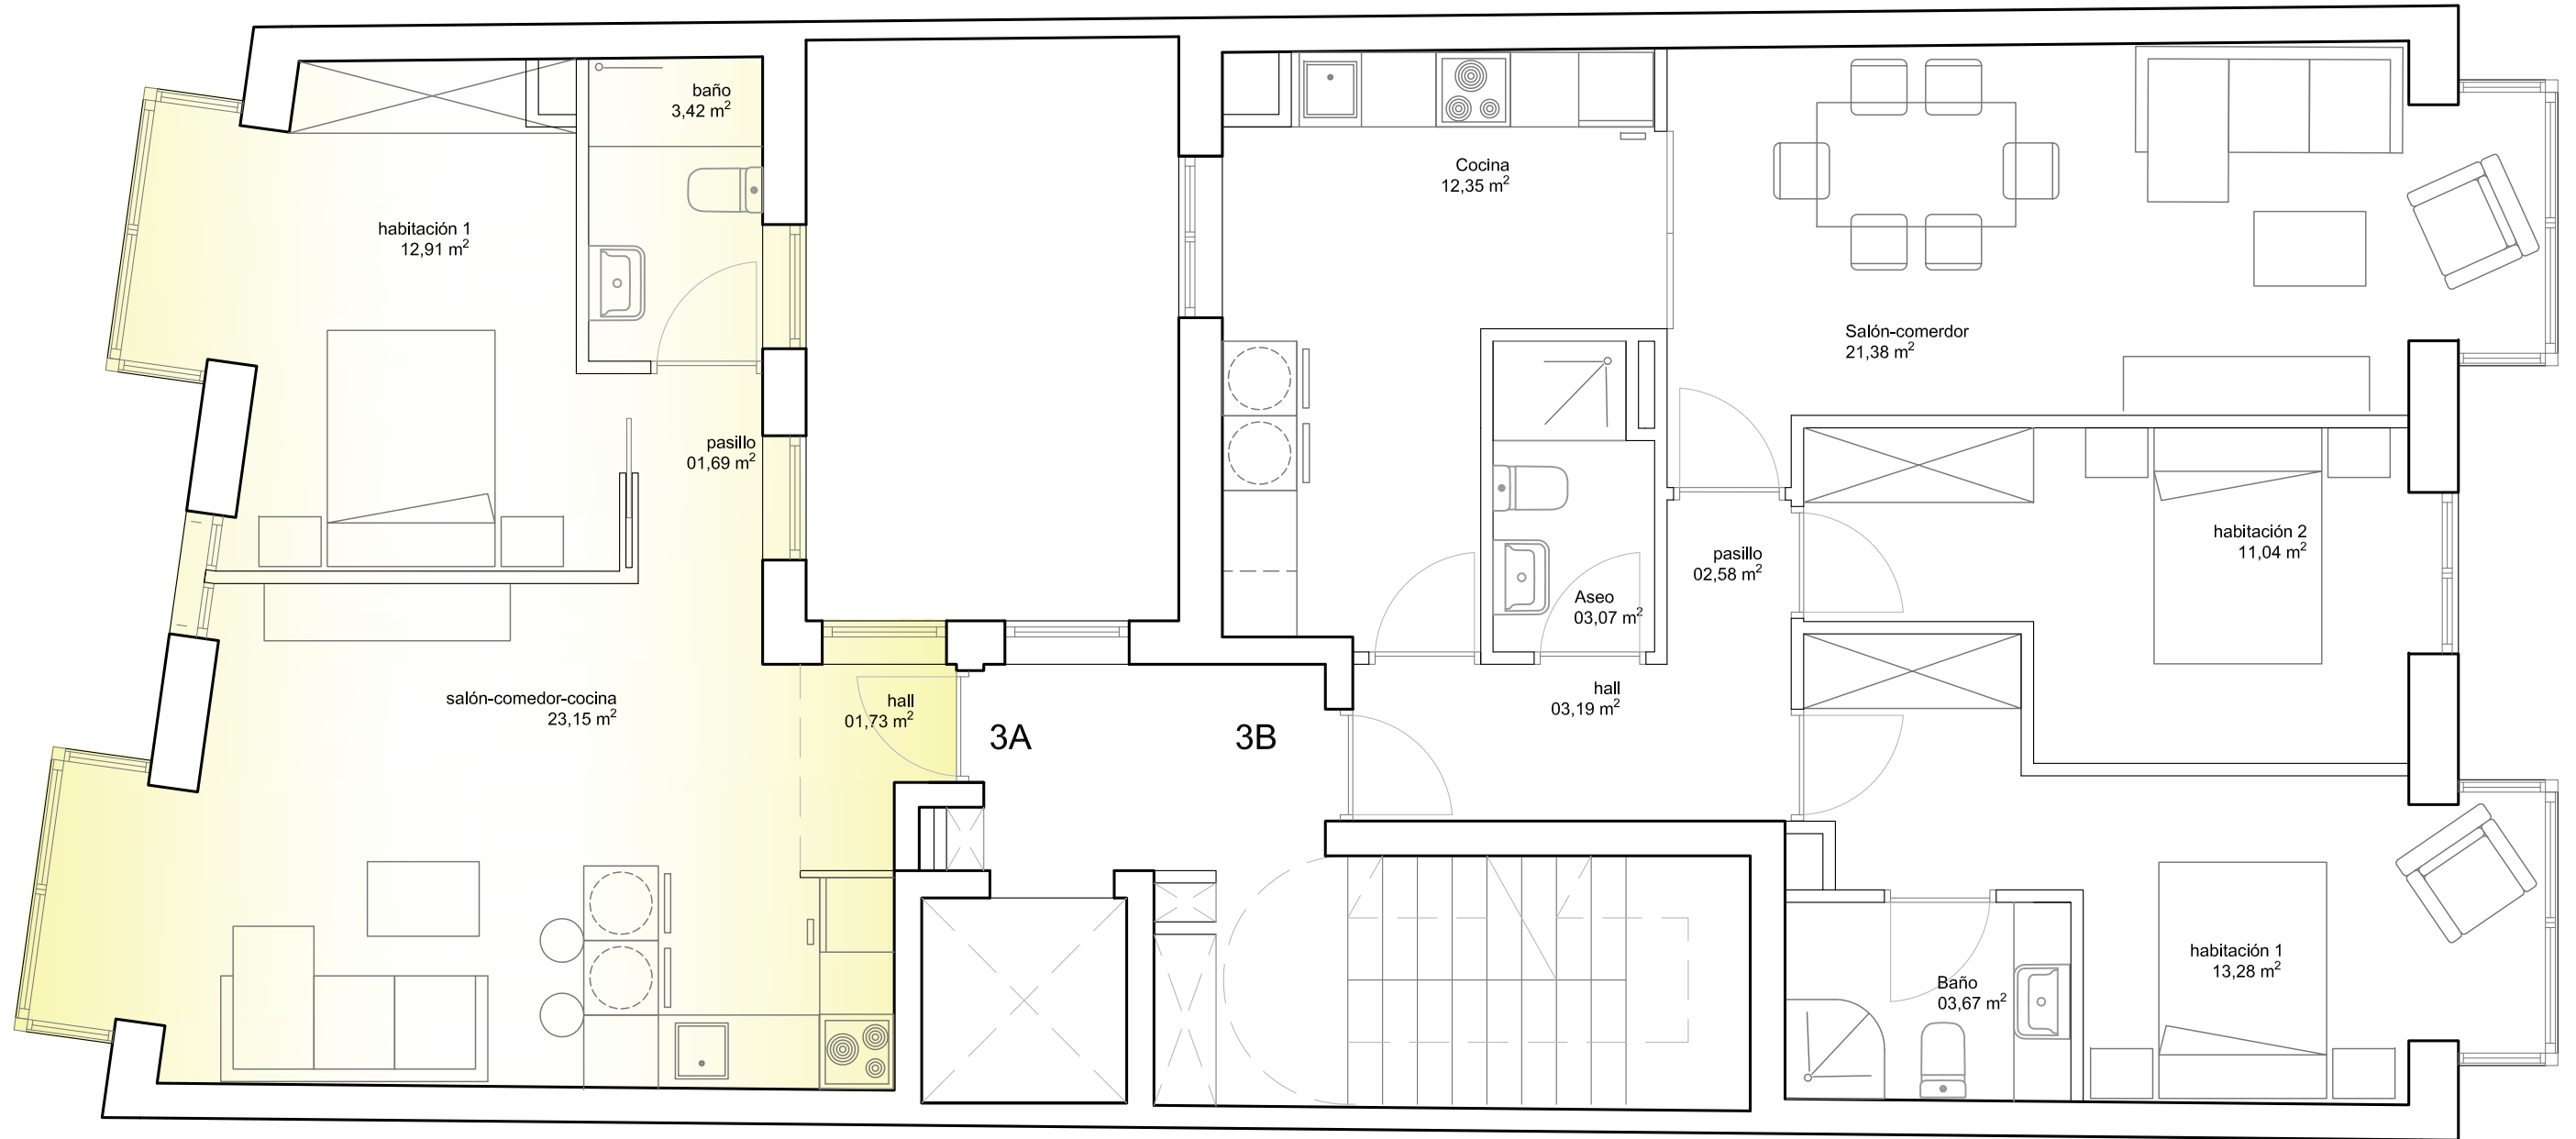 baño
3,42 m²
habitación 1
12,91 m²
pasillo
01,69 m²
salón-comedor-cocina
23,15 m²
hall
01,73 m²
3A
3B
Cocina
12,35 m²
Salón-comerdor
21,38 m²
habitación 2
11,04 m²
pasillo
02,58 m²
Aseo
03,07 m²
hall
03,19 m²
habitación 1
13,28 m²
Baño
03,67 m²